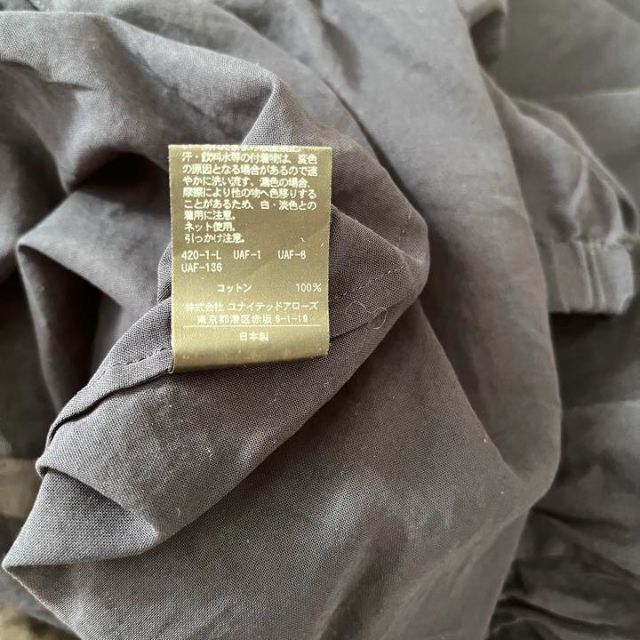 汗・飲料水等の付着物は、変色
の原因となる場合があるので速
やかに洗い流す、濃色の場合、
摩擦により他の物へ色移りする
ことがあるため、白・淡色との
着用に注意。
ネット使用。
引っかけ注意。
420-1-L UAF-1 UAF-6
UAF-136
コットン 100%
株式会社 ユナイテッドアローズ
東京都港区赤坂8-1-19
日本製